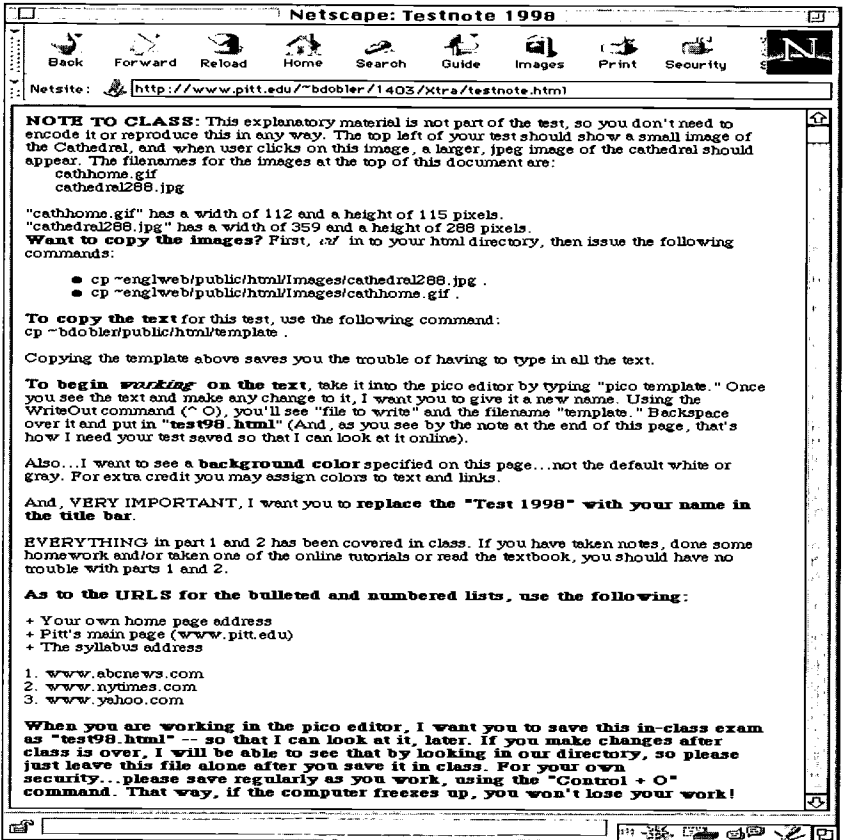 Netscape: Testnote 1998
Back Forward Reload Home Search Guide Images Print Security
N
Netsite: http://www.pitt.edu/~bdobler/1403/Xtra/testnote.html
NOTE TO CLASS: This explanatory material is not part of the test, so you don't need to
encode it or reproduce this in any way. The top left of your test should show a small image of
the Cathedral, and when user clicks on this image, a larger, jpeg image of the cathedral should
appear. The filenames for the images at the top of this document are:
cathhome.gif
cathedral288.jpg
"cathhome.gif" has a width of 112 and a height of 115 pixels.
"cathedral288.jpg" has a width of 359 and a height of 288 pixels.
Want to copy the images? First, cd in to your html directory, then issue the following
commands:
● cp ~englweb/public/html/Images/cathedral288.jpg .
● cp ~englweb/public/html/Images/cathhome.gif .
To copy the text for this test, use the following command:
cp ~bdobler/public/html/template .
Copying the template above saves you the trouble of having to type in all the text.
To begin working on the text, take it into the pico editor by typing "pico template." Once
you see the text and make any change to it, I want you to give it a new name. Using the
WriteOut command (^ O), you'll see "file to write" and the filename "template." Backspace
over it and put in "test98.html" (And, as you see by the note at the end of this page, that's
how I need your test saved so that I can look at it online).
Also...I want to see a background color specified on this page...not the default white or
gray. For extra credit you may assign colors to text and links.
And, VERY IMPORTANT, I want you to replace the "Test 1998" with your name in
the title bar.
EVERYTHING in part 1 and 2 has been covered in class. If you have taken notes, done some
homework and/or taken one of the online tutorials or read the textbook, you should have no
trouble with parts 1 and 2.
As to the URLS for the bulleted and numbered lists, use the following:
+ Your own home page address
+ Pitt's main page (www.pitt.edu)
+ The syllabus address
1. www.abcnews.com
2. www.nytimes.com
3. www.yahoo.com
When you are working in the pico editor, I want you to save this in-class exam
as "test98.html" -- so that I can look at it, later. If you make changes after
class is over, I will be able to see that by looking in our directory, so please
just leave this file alone after you save it in class. For your own
security...please save regularly as you work, using the "Control + O"
command. That way, if the computer freezes up, you won't lose your work!